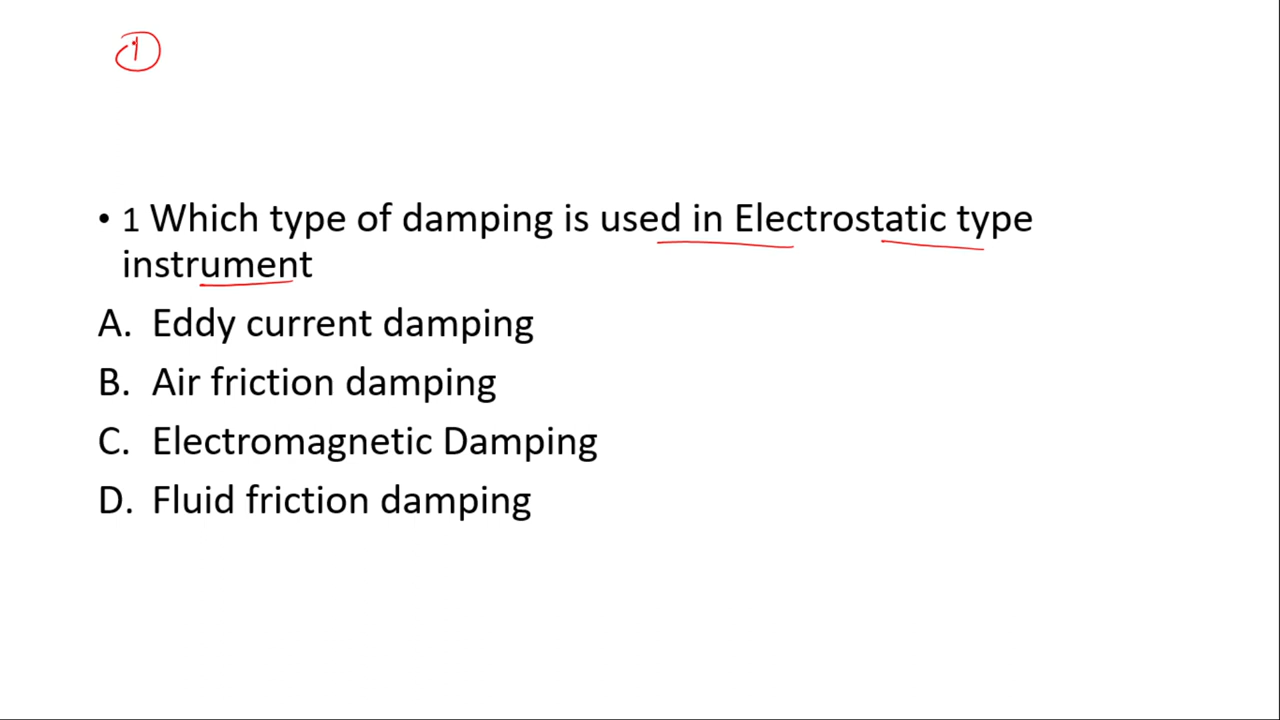 1
• 1 Which type of damping is used in Electrostatic type
instrument
A. Eddy current damping
B. Air friction damping
C. Electromagnetic Damping
D. Fluid friction damping